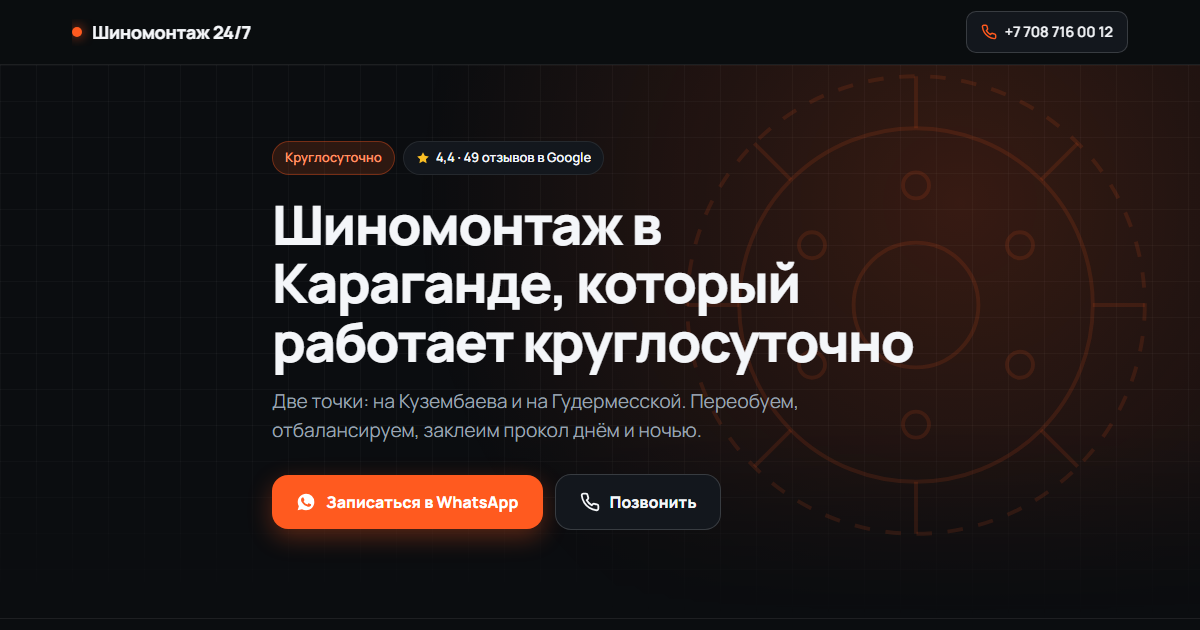 Шиномонтаж 24/7
+7 708 716 00 12
Круглосуточно
4,4 · 49 отзывов в Google
Шиномонтаж в
Караганде, который
работает круглосуточно
Две точки: на Кузембаева и на Гудермесской. Переобуем,
отбалансируем, заклеим прокол днём и ночью.
Записаться в WhatsApp
Позвонить